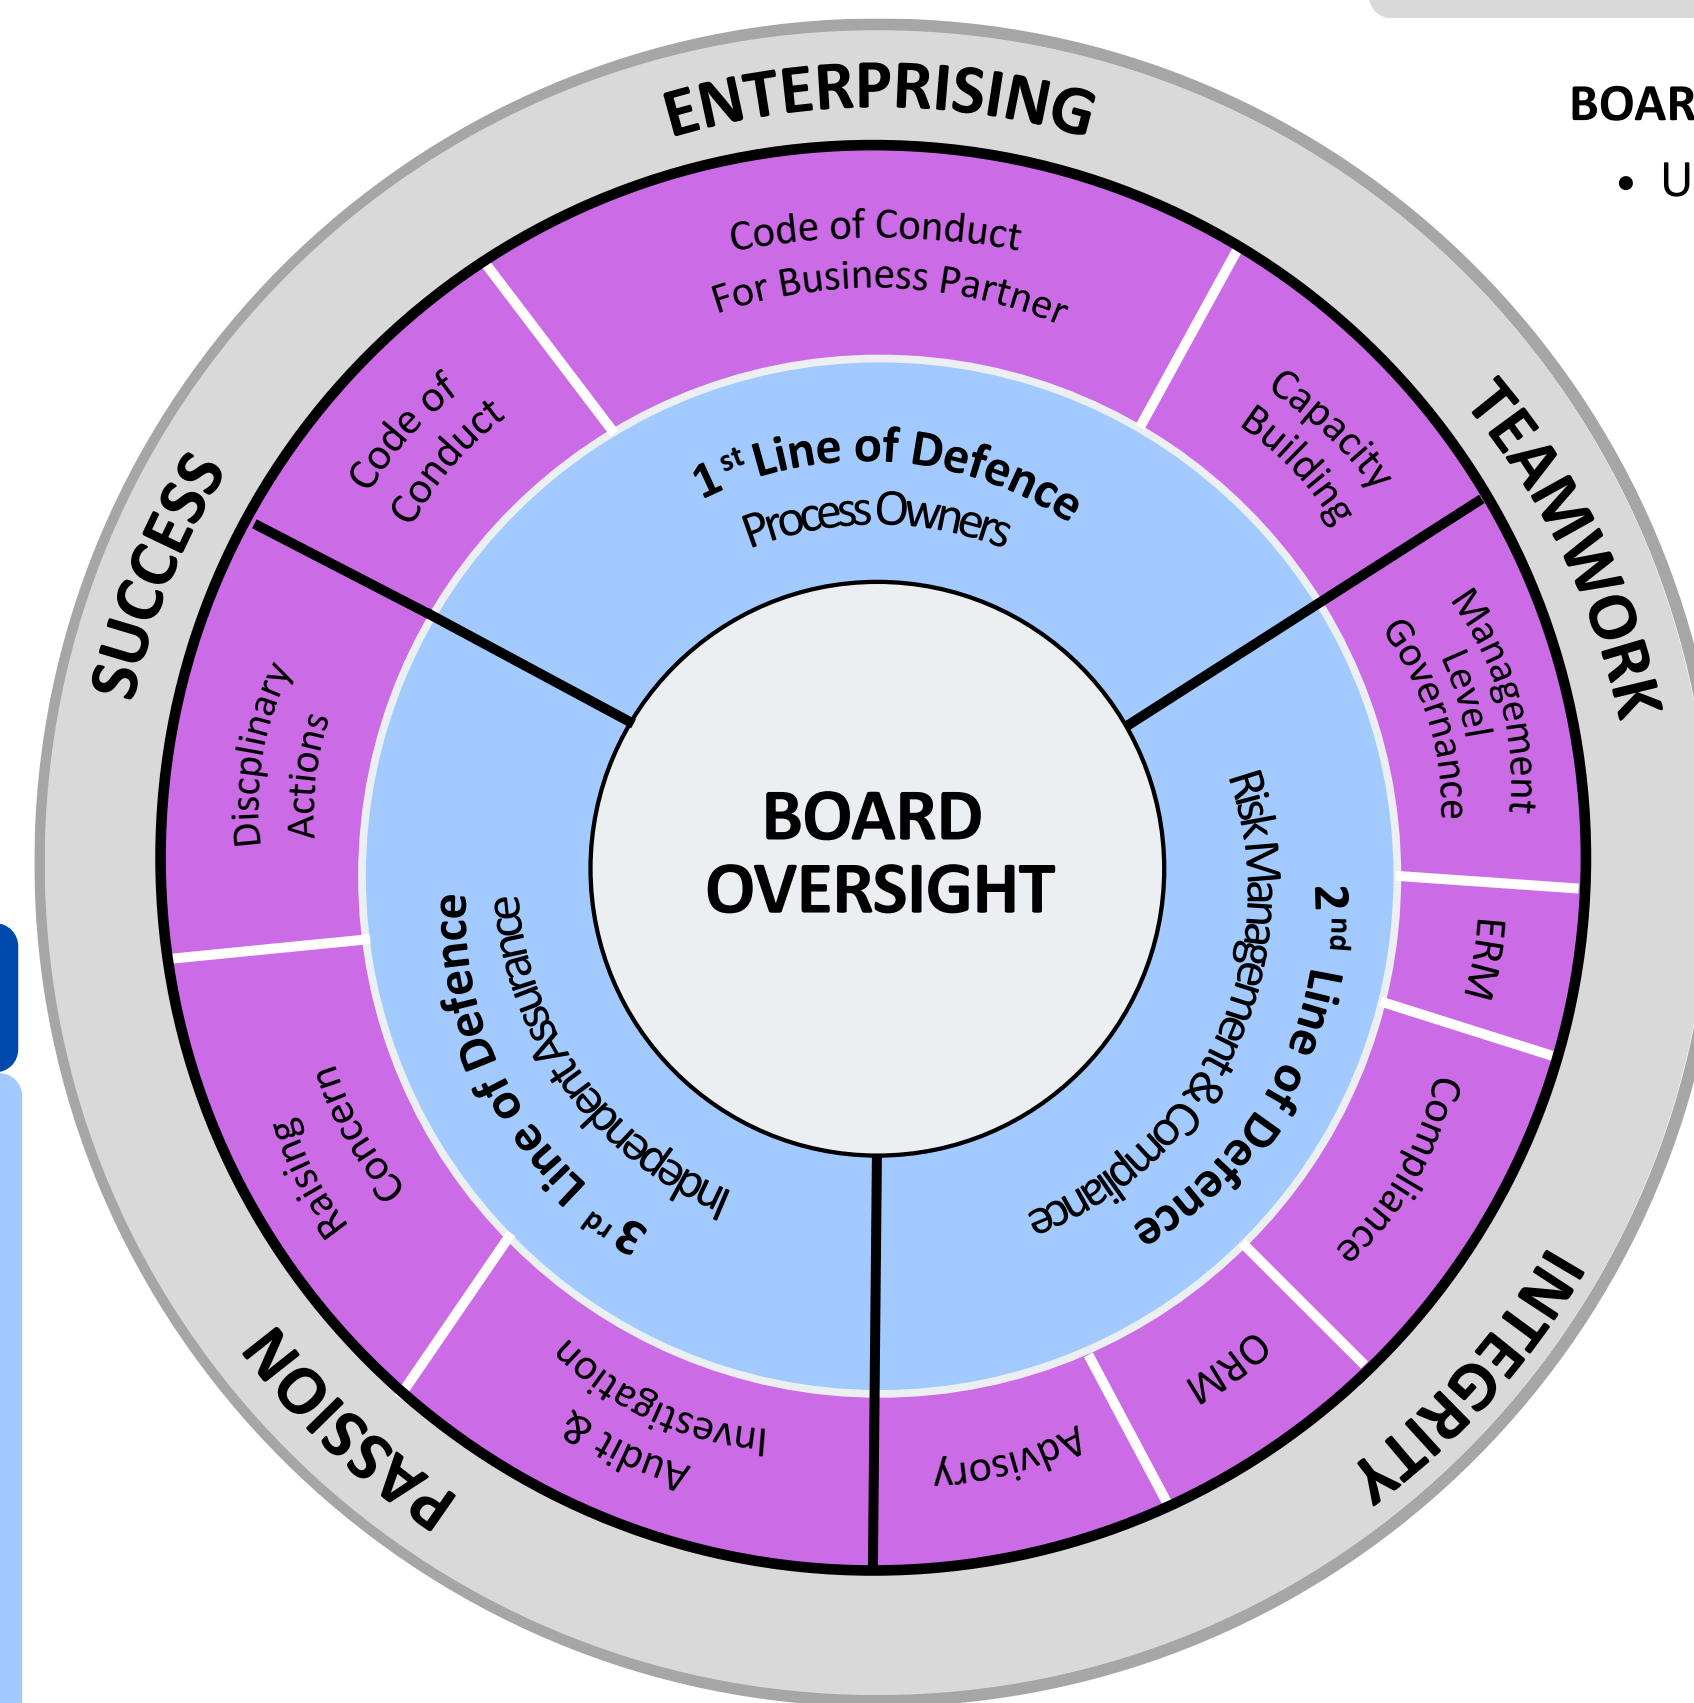 ENTERPRISING
TEAMWORK
INTEGRITY
PASSION
SUCCESS
Code of Conduct
For Business Partner
Capacity
Building
Management
Level
Governance
ERM
Compliance
ORM
Advisory
Audit &
Investigation
Raising
Concern
Discplinary
Actions
Code of
Conduct
1st Line of Defence
Process Owners
2nd Line of Defence
Risk Management & Compliance
3rd Line of Defence
Independent Assurance
BOARD
OVERSIGHT
BOAR
• U